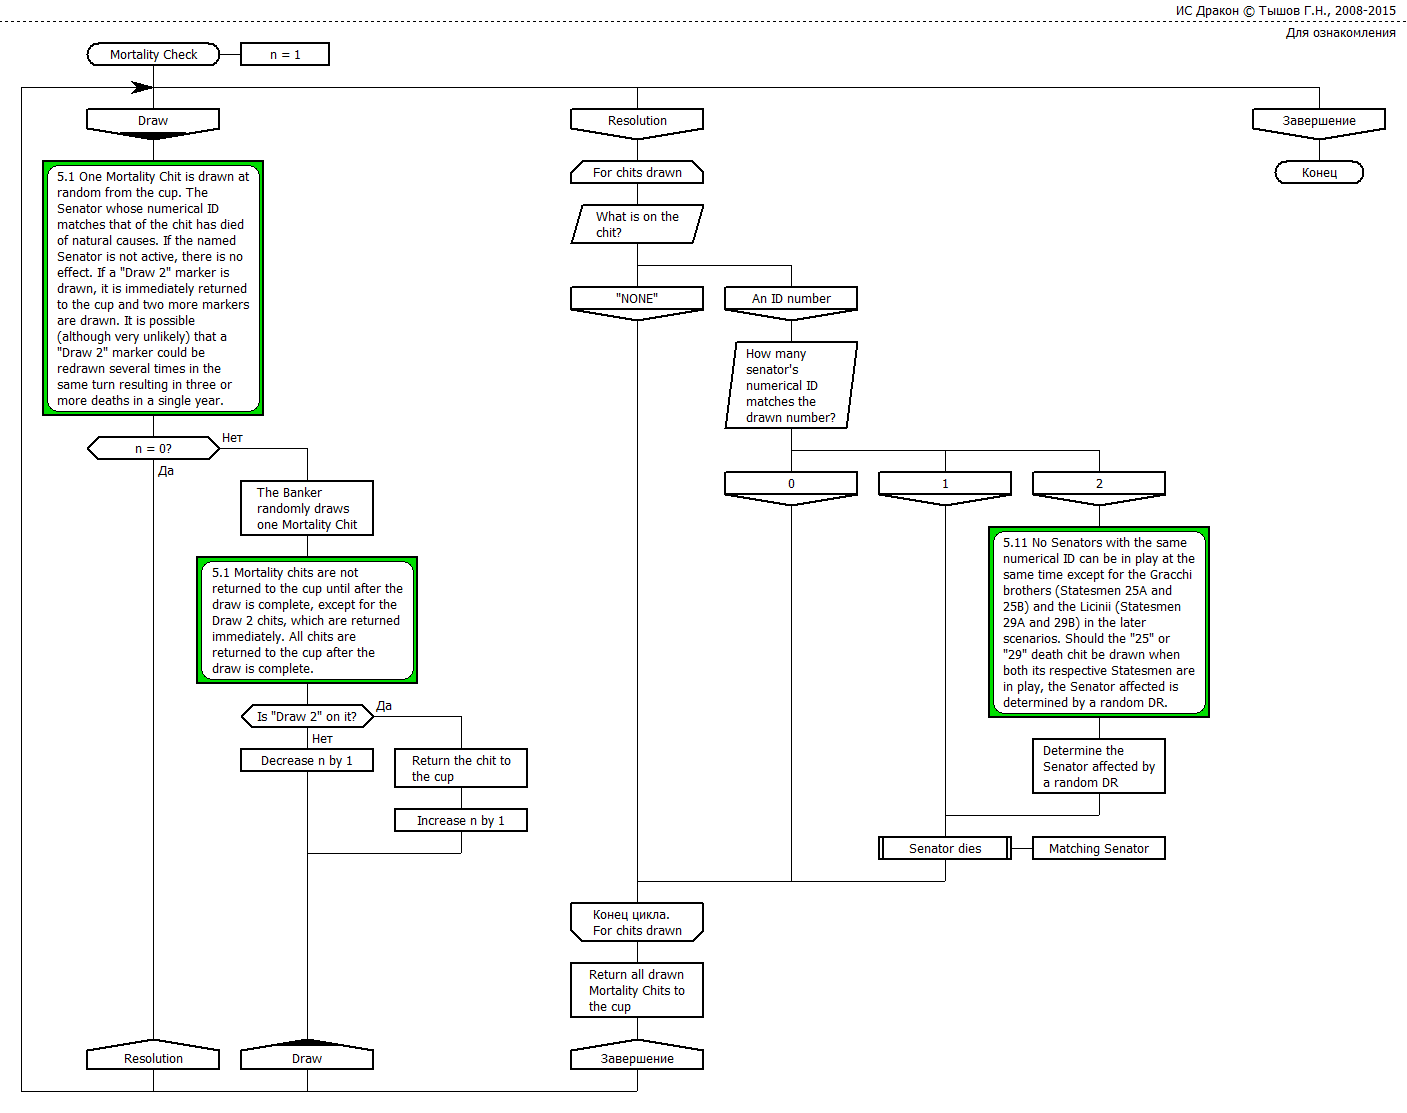 ИС Дракон © Тышов Г.Н., 2008-2015
Для ознакомления
Mortality Check
n = 1
Draw
5.1 One Mortality Chit is drawn at
random from the cup. The
Senator whose numerical ID
matches that of the chit has died
of natural causes. If the named
Senator is not active, there is no
effect. If a "Draw 2" marker is
drawn, it is immediately returned
to the cup and two more markers
are drawn. It is possible
(although very unlikely) that a
"Draw 2" marker could be
redrawn several times in the
same turn resulting in three or
more deaths in a single year.
n = 0?
Нет
Да
The Banker
randomly draws
one Mortality Chit
5.1 Mortality chits are not
returned to the cup until after the
draw is complete, except for the
Draw 2 chits, which are returned
immediately. All chits are
returned to the cup after the
draw is complete.
Is "Draw 2" on it?
Да
Нет
Decrease n by 1
Return the chit to
the cup
Increase n by 1
Resolution
Draw
Resolution
For chits drawn
What is on the
chit?
"NONE"
An ID number
How many
senator's
numerical ID
matches the
drawn number?
0
1
2
5.11 No Senators with the same
numerical ID can be in play at the
same time except for the Gracchi
brothers (Statesmen 25A and
25B) and the Licinii (Statesmen
29A and 29B) in the later
scenarios. Should the "25" or
"29" death chit be drawn when
both its respective Statesmen are
in play, the Senator affected is
determined by a random DR.
Determine the
Senator affected by
a random DR
Senator dies
Matching Senator
Конец цикла.
For chits drawn
Return all drawn
Mortality Chits to
the cup
Завершение
Завершение
Конец